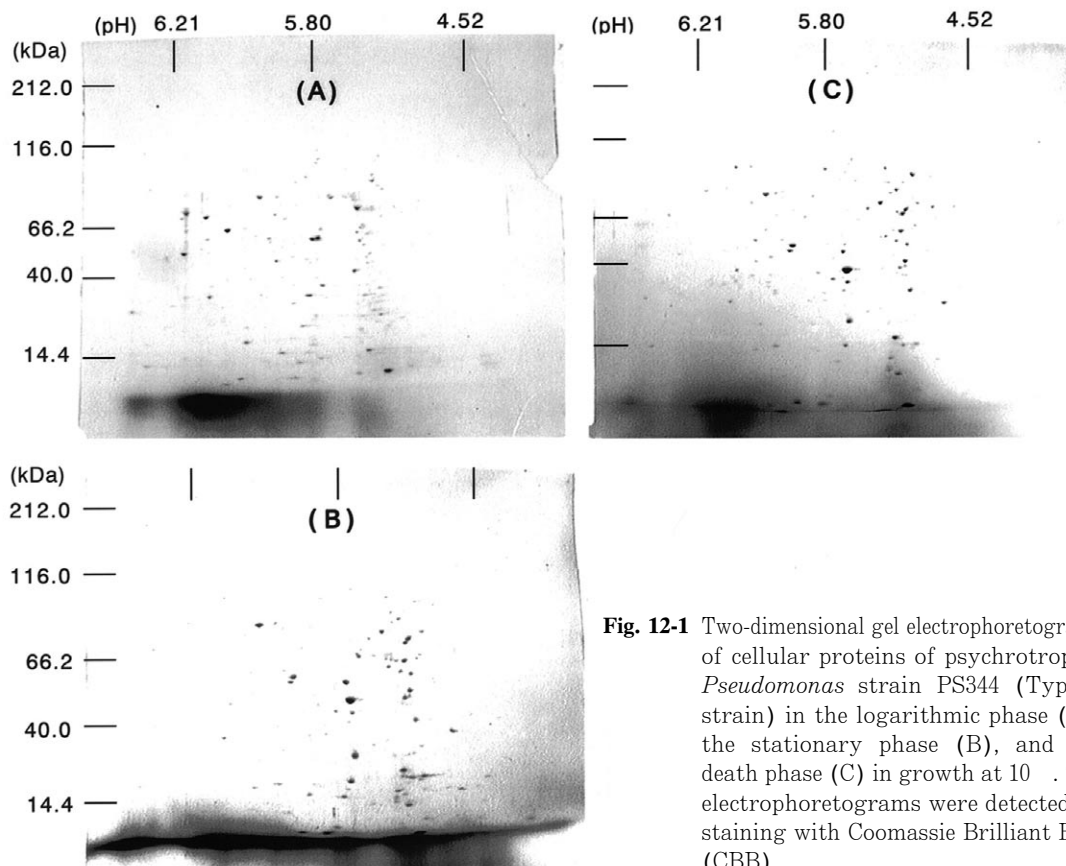 (pH) 6.21 5.80 4.52
(kDa)
212.0
(A)
116.0
66.2
40.0
14.4
(pH) 6.21 5.80 4.52
(C)
(kDa)
212.0
(B)
116.0
66.2
40.0
14.4
Fig. 12-1 Two-dimensional gel electrophoretogr
of cellular proteins of psychrotrop
Pseudomonas strain PS344 (Typ
strain) in the logarithmic phase (
the stationary phase (B), and
death phase (C) in growth at 10 .
electrophoretograms were detected
staining with Coomassie Brilliant
(CBB)